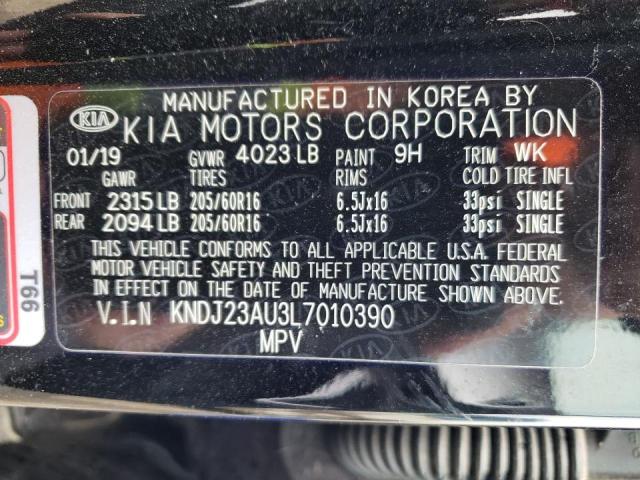 MANUFACTURED IN KOREA BY
KIA KIA MOTORS CORPORATION
01/19 GVWR 4023 LB PAINT 9H TRIM WK
GAWR TIRES RIMS COLD TIRE INFL
FRONT 2315 LB 205/60R16 6.5Jx16 33psi SINGLE
REAR 2094 LB 205/60R16 6.5Jx16 33psi SINGLE
THIS VEHICLE CONFORMS TO ALL APPLICABLE U.S.A. FEDERAL
MOTOR VEHICLE SAFETY AND THEFT PREVENTION STANDARDS
IN EFFECT ON THE DATE OF MANUFACTURE SHOWN ABOVE.
V.I.N KNDJ23AU3L7010390
MPV
T66